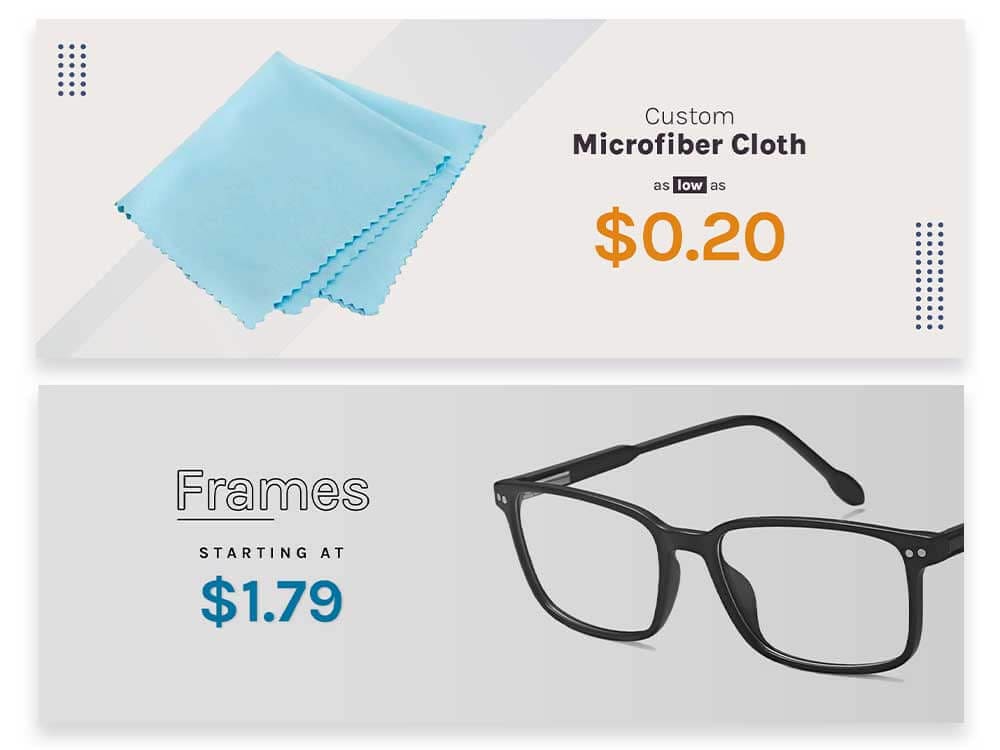 Custom
Microfiber Cloth
as low as
$0.20
Frames
STARTING AT
$1.79